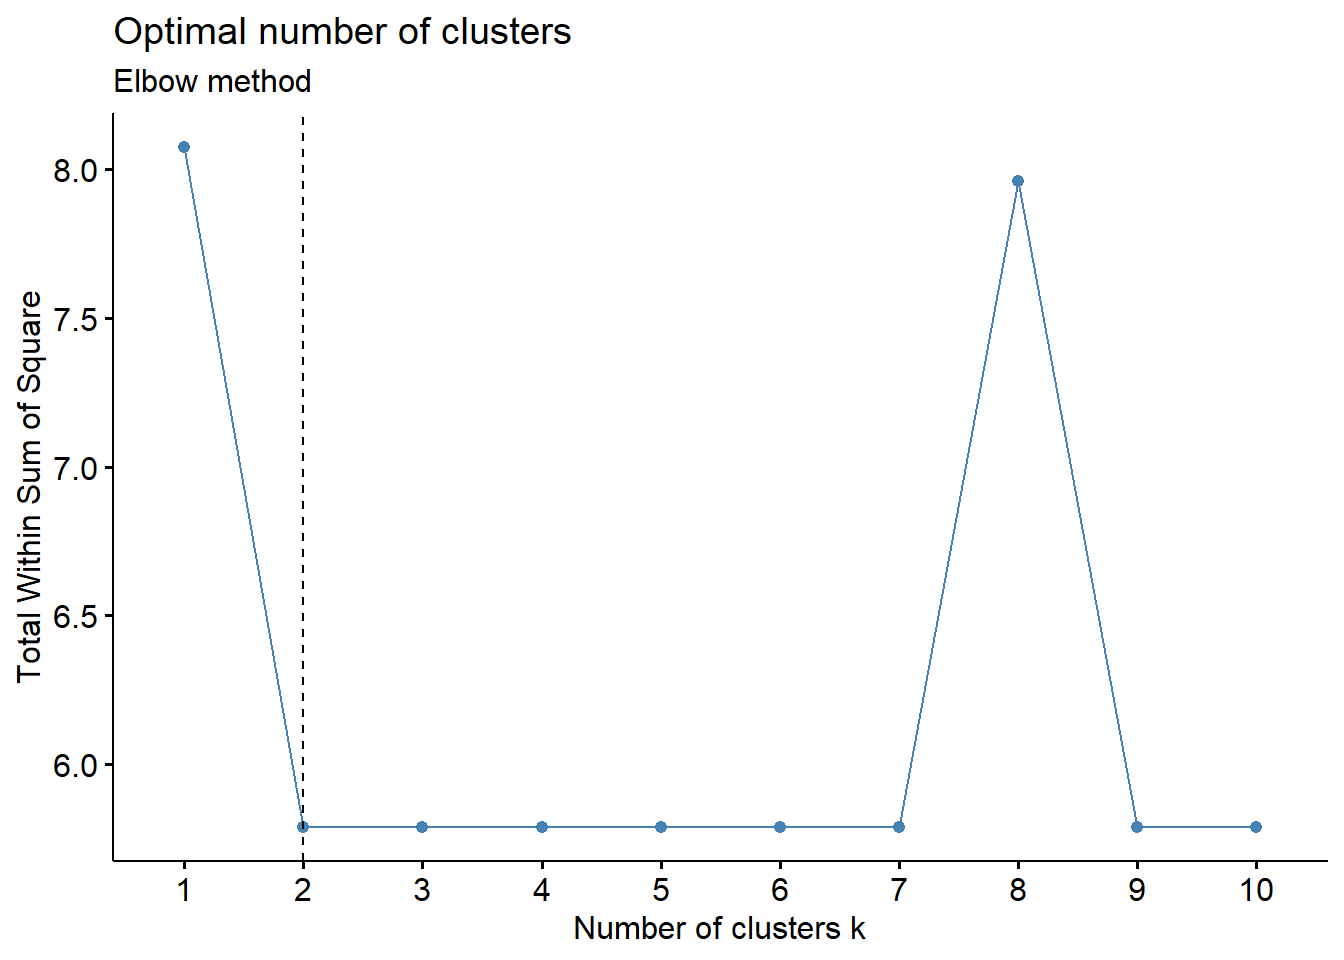 Optimal number of clusters
Elbow method
Total Within Sum of Square
8.0
7.5
7.0
6.5
6.0
1 2 3 4 5 6 7 8 9 10
Number of clusters k